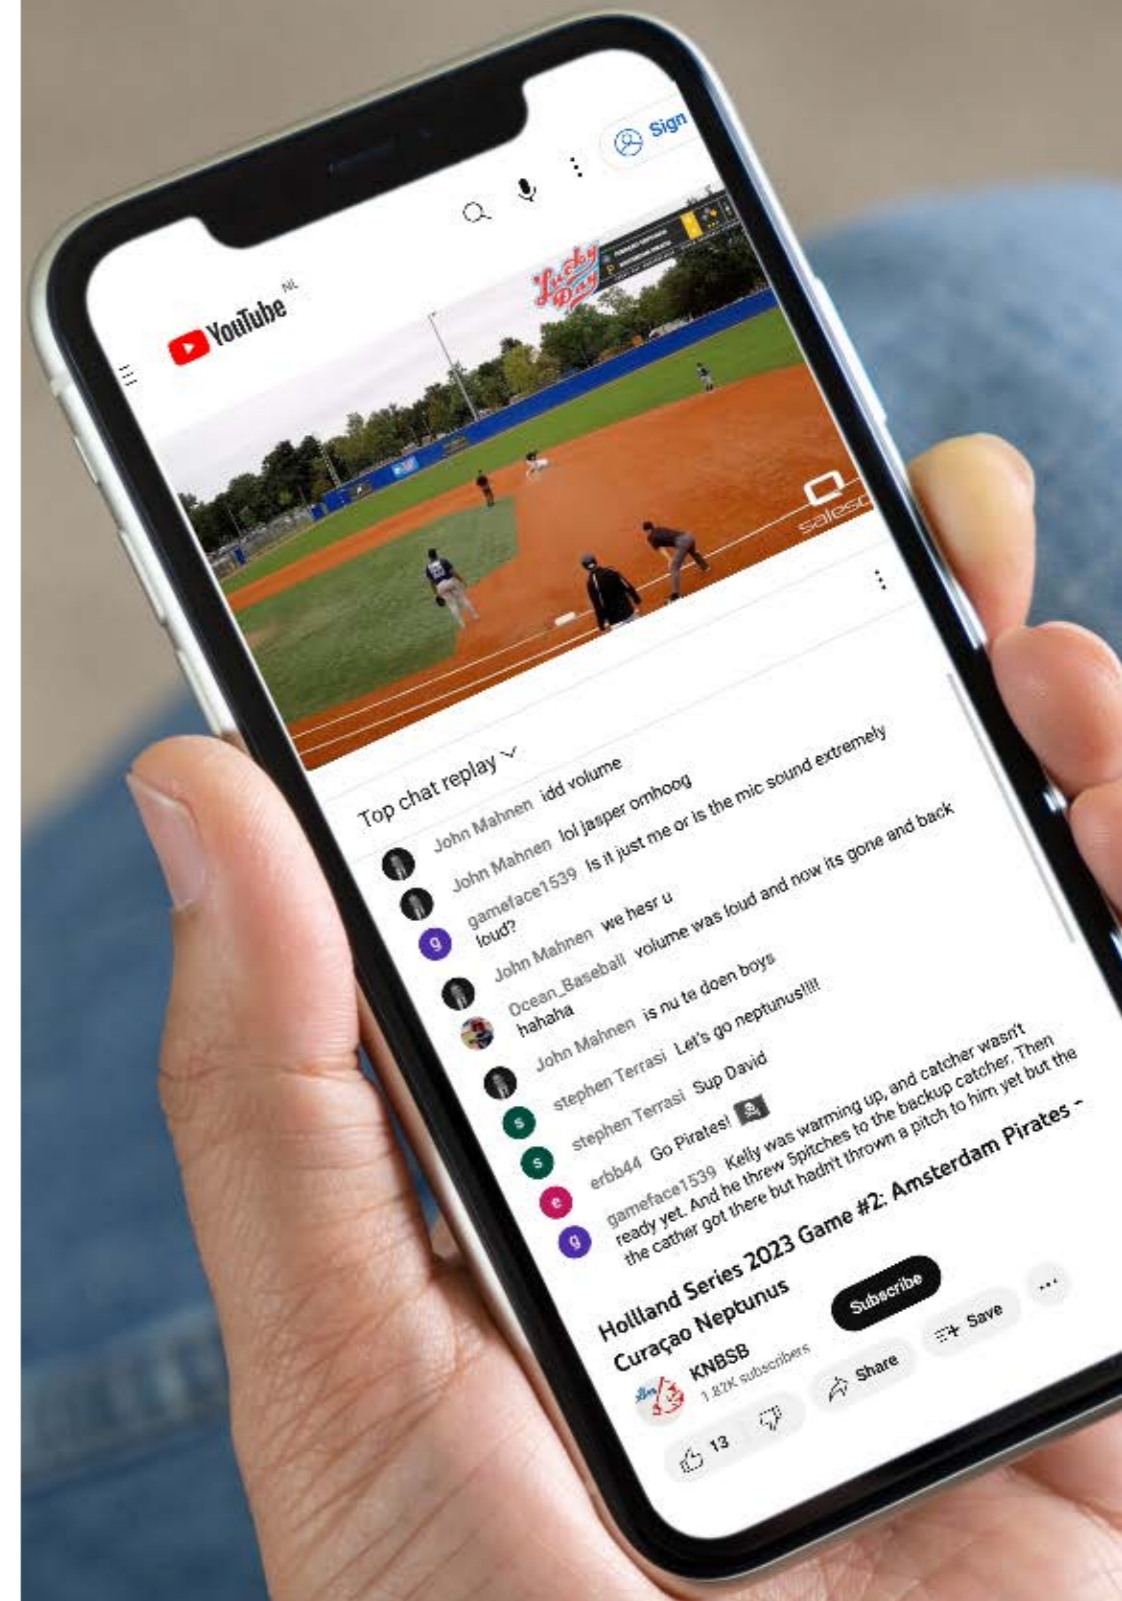 Sign
YouTube NL
Lucky
Day
salesc
Top chat replay
John Mahnen idd volume
John Mahnen lol jasper omhoog
gameface1539 Is it just me or is the mic sound extremely
loud?
John Mahnen we hesr u
Ocean_Baseball volume was loud and now its gone and back
hahaha
John Mahnen is nu te doen boys
stephen Terrasi Let's go neptunus!!!!
stephen Terrasi Sup David
erbb44 Go Pirates! 🏴‍☠️
gameface1539 Kelly was warming up, and catcher wasn't
ready yet. And he threw 5pitches to the backup catcher. Then
the cather got there but hadn't thrown a pitch to him yet but the
g
s
s
e
g
Hollland Series 2023 Game #2: Amsterdam Pirates -
Curaçao Neptunus
KNBSB
1.82K subscribers
Subscribe
13
Share
Save